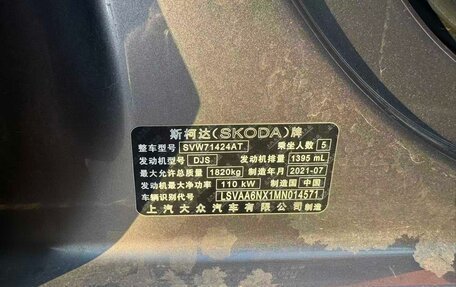 斯柯达(SKODA)牌
整车型号 SVW71424AT 乘坐人数 5
发动机型号 DJS 发动机排量 1395 mL
最大允许总质量 1820kg 制造年月 2021-07
发动机最大净功率 110 kW 制造国 中国
车辆识别代号 LSVAA6NX1MN014571
上汽大众汽车有限公司 制造